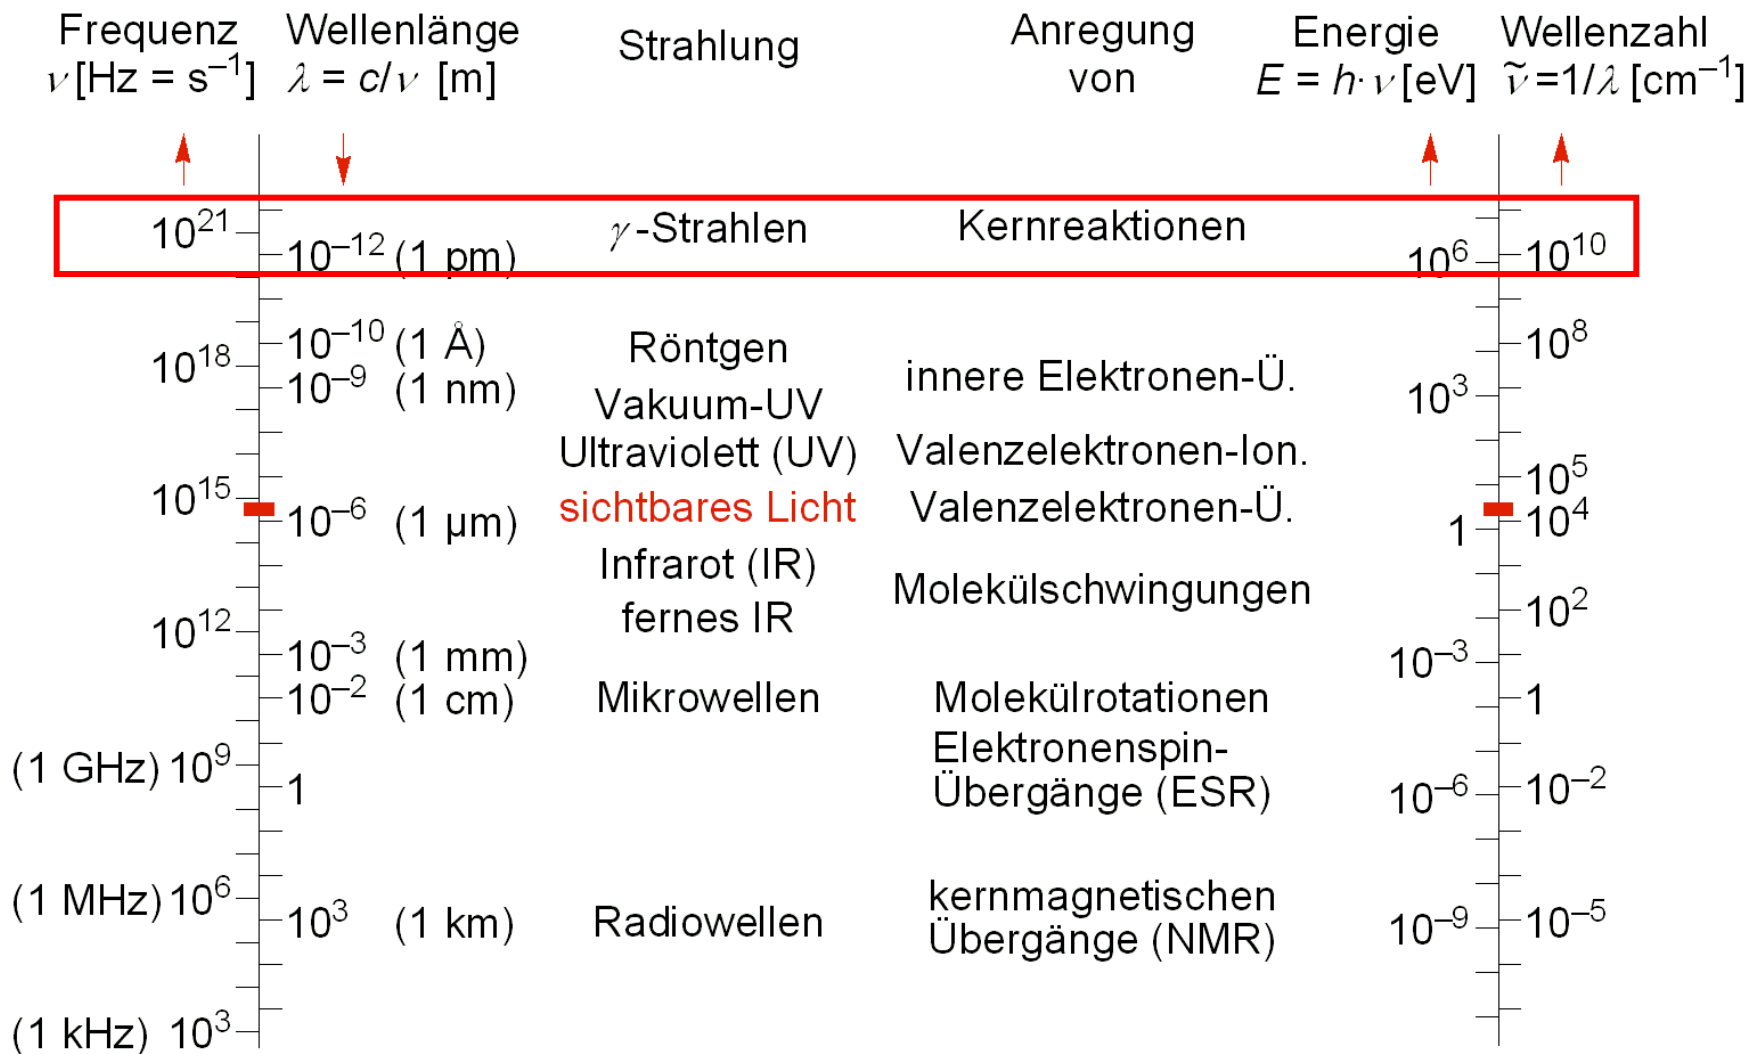 Frequenz Wellenlänge Strahlung Anregung Energie Wellenzahl
ν [Hz = s⁻¹] λ = c/ν [m] von E = h· ν [eV] ν̃ =1/λ [cm⁻¹]
10²¹ γ -Strahlen Kernreaktionen
10⁻¹² (1 pm) 10⁶ 10¹⁰
10⁻¹⁰ (1 Å) Röntgen 10⁸
10¹⁸ innere Elektronen-Ü.
10⁻⁹ (1 nm) Vakuum-UV 10³
Ultraviolett (UV) Valenzelektronen-Ion. 10⁵
10¹⁵ sichtbares Licht Valenzelektronen-Ü.
10⁻⁶ (1 µm) 1 10⁴
Infrarot (IR) Molekülschwingungen
fernes IR 10²
10¹²
10⁻³ (1 mm) 10⁻³
10⁻² (1 cm) Mikrowellen Molekülrotationen 1
(1 GHz) 10⁹ Elektronenspin-
1 Übergänge (ESR) 10⁻⁶ 10⁻²
(1 MHz) 10⁶ kernmagnetischen
10³ (1 km) Radiowellen Übergänge (NMR) 10⁻⁹ 10⁻⁵
(1 kHz) 10³